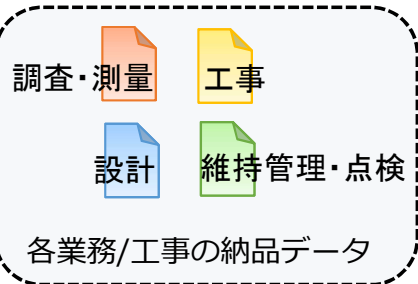 調査・測量
工事
設計
維持管理・点検
各業務/工事の納品データ